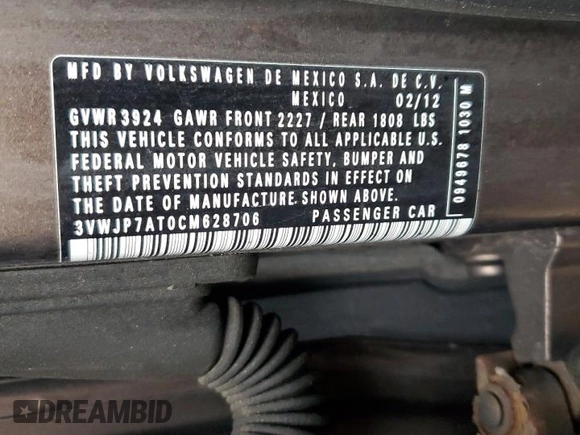 MFD BY VOLKSWAGEN DE MEXICO S.A. DE C.V.
MEXICO 02/12
GVWR 3924 GAWR FRONT 2227 / REAR 1808 LBS
THIS VEHICLE CONFORMS TO ALL APPLICABLE U.S.
FEDERAL MOTOR VEHICLE SAFETY, BUMPER AND
THEFT PREVENTION STANDARDS IN EFFECT ON
THE DATE OF MANUFACTURE. SHOWN ABOVE.
3VWJP7AT0CM628706 PASSENGER CAR
0949678 1030 M
DREAMBID